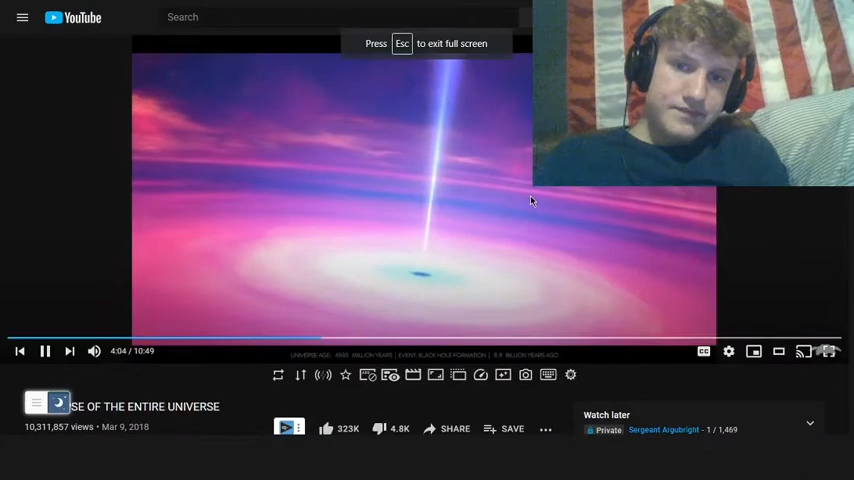 YouTube
Search
Press Esc to exit full screen
4:04 / 10:49
CC
SE OF THE ENTIRE UNIVERSE
10,311,857 views • Mar 9, 2018
323K
4.8K
SHARE
SAVE
Watch later
Private
Sergeant Argubright - 1 / 1,469